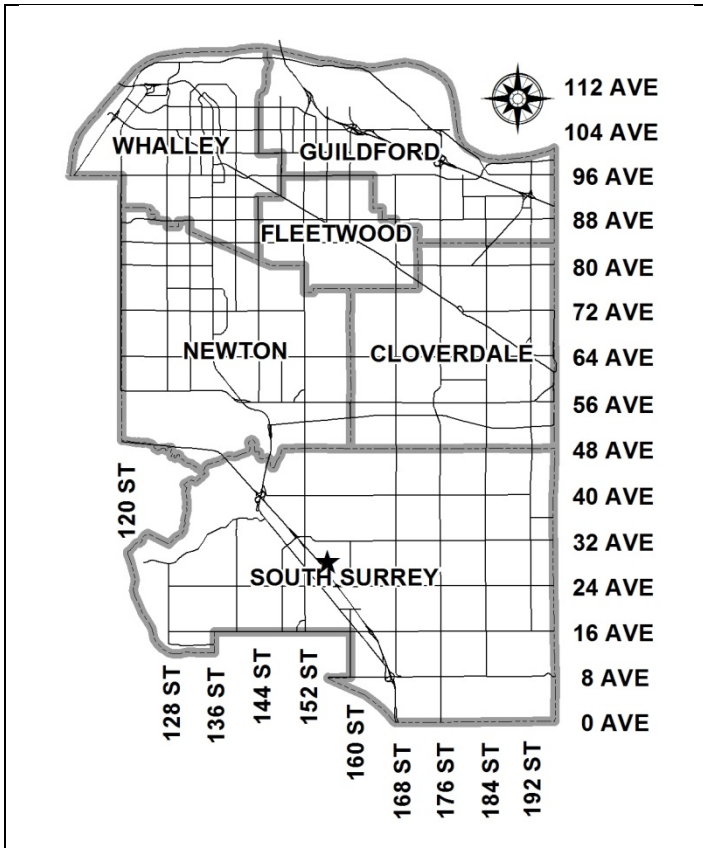 112 AVE
104 AVE
WHALLEY
GUILDFORD
96 AVE
88 AVE
FLEETWOOD
80 AVE
72 AVE
NEWTON
CLOVERDALE
64 AVE
56 AVE
48 AVE
120 ST
40 AVE
32 AVE
SOUTH SURREY
24 AVE
16 AVE
128 ST
136 ST
144 ST
152 ST
8 AVE
160 ST
0 AVE
168 ST
176 ST
184 ST
192 ST